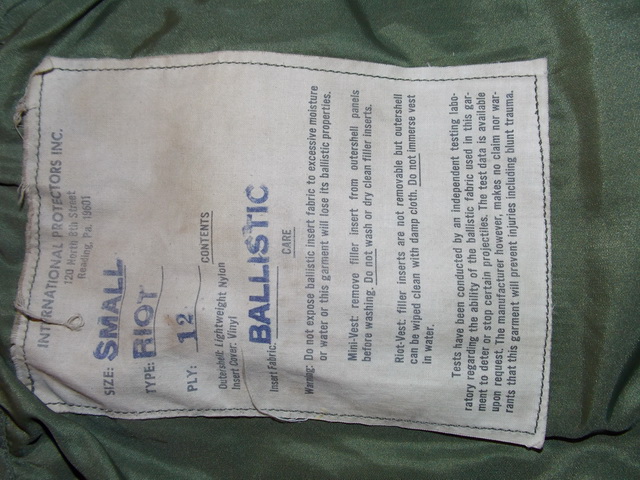 INTERNATIONAL PROTECTORS INC.
120 North 8th Street
Reading, Pa. 19601
SIZE: SMALL
TYPE: RIOT
PLY: 12
CONTENTS
Outershell: Lightweight Nylon
Insert Cover: Vinyl
Insert Fabric: BALLISTIC
CARE
Warning: Do not expose ballistic insert fabric to excessive moisture
or water or this garment will lose its ballistic properties.
Mini-Vest: remove filler insert from outershell panels
before washing. Do not wash or dry clean filler inserts.
Riot-Vest: filler inserts are not removable but outershell
can be wiped clean with damp cloth. Do not immerse vest
in water.
Tests have been conducted by an independent testing labo-
ratory regarding the ability of the ballistic fabric used in this gar-
ment to deter or stop certain projectiles. The test data is available
upon request. The manufacturer however, makes no claim nor war-
rants that this garment will prevent injuries including blunt trauma.